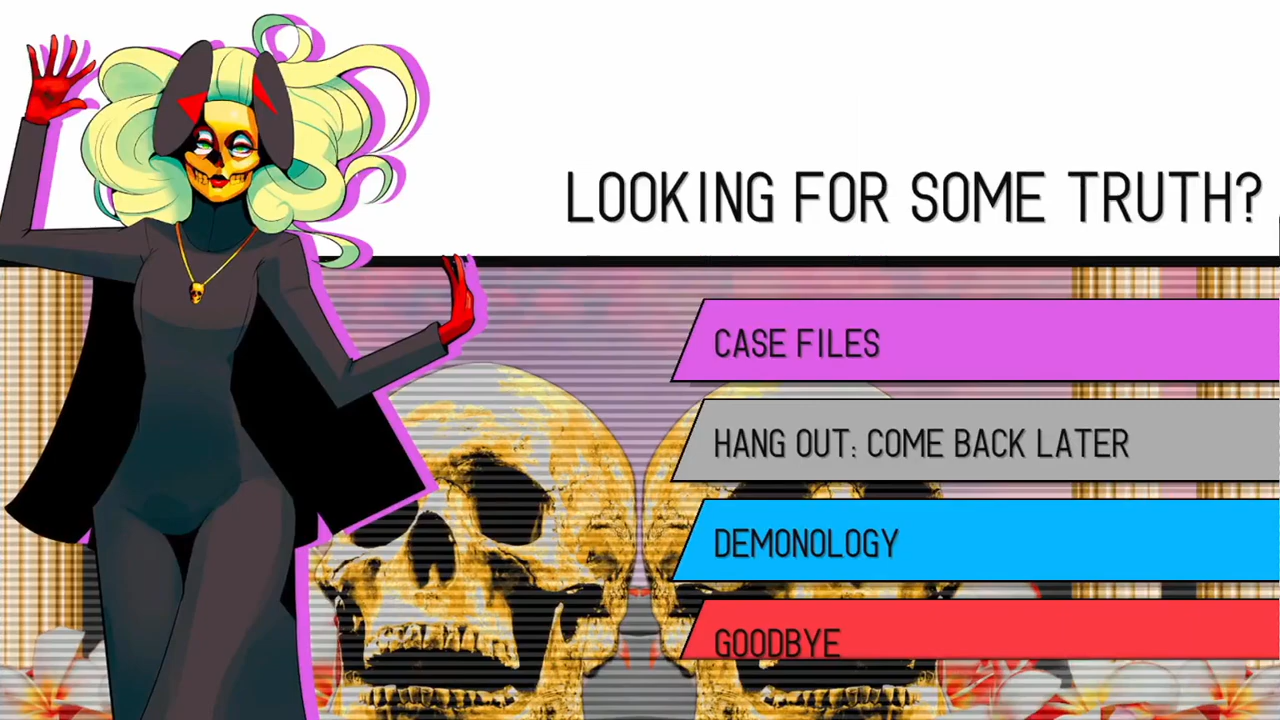 LOOKING FOR SOME TRUTH?
CASE FILES
HANG OUT: COME BACK LATER
DEMONOLOGY
GOODBYE